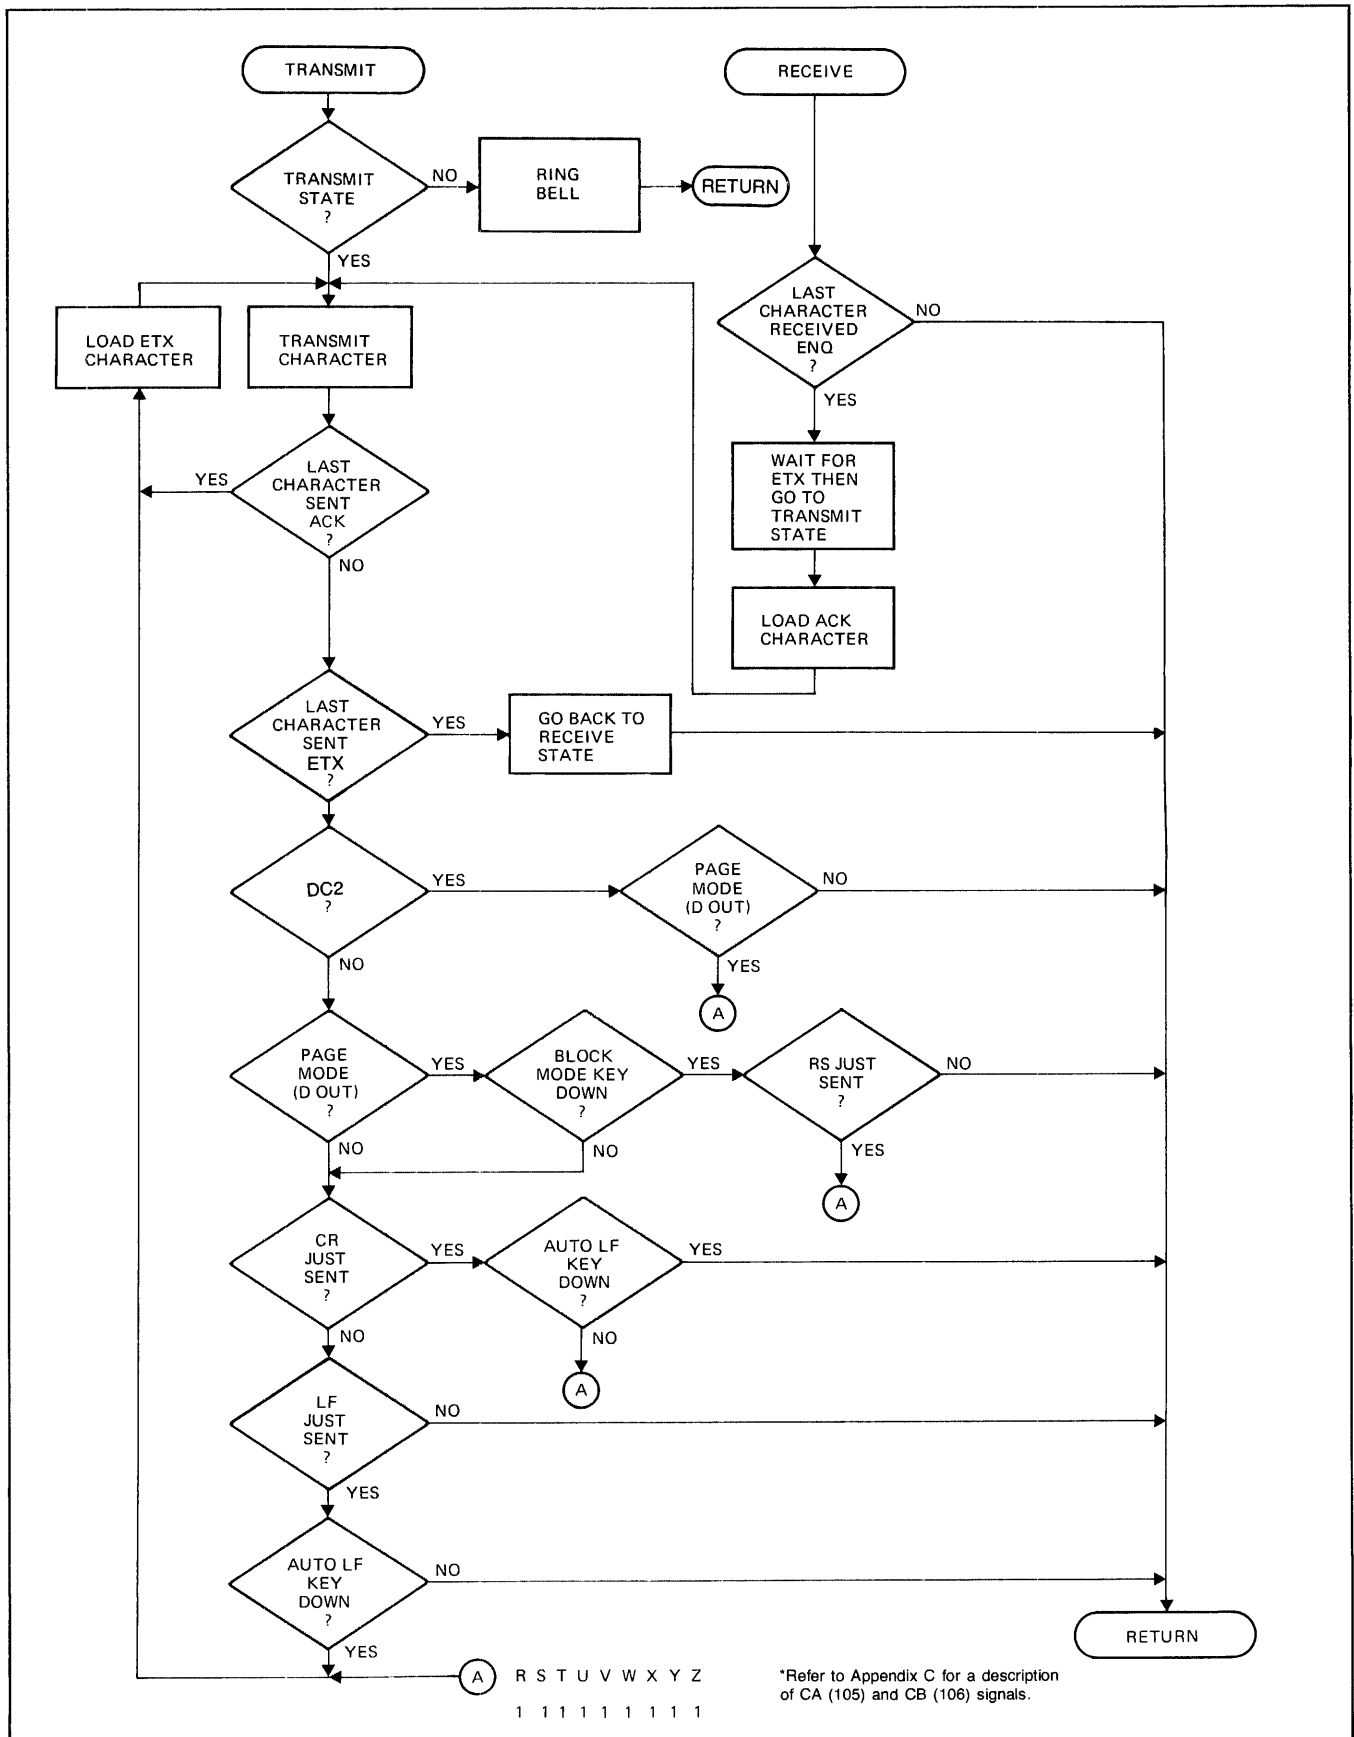 TRANSMIT
RECEIVE
TRANSMIT
STATE
?
NO
RING
BELL
RETURN
YES
LOAD ETX
CHARACTER
TRANSMIT
CHARACTER
LAST
CHARACTER
RECEIVED
ENQ
?
NO
YES
LAST
CHARACTER
SENT
ACK
?
YES
NO
WAIT FOR
ETX THEN
GO TO
TRANSMIT
STATE
LOAD ACK
CHARACTER
LAST
CHARACTER
SENT
ETX
?
YES
GO BACK TO
RECEIVE
STATE
DC2
?
YES
NO
PAGE
MODE
(D OUT)
?
NO
YES
A
PAGE
MODE
(D OUT)
?
YES
NO
BLOCK
MODE KEY
DOWN
?
YES
NO
RS JUST
SENT
?
NO
YES
A
CR
JUST
SENT
?
YES
NO
AUTO LF
KEY
DOWN
?
YES
NO
A
LF
JUST
SENT
?
NO
YES
AUTO LF
KEY
DOWN
?
NO
YES
RETURN
A
R S T U V W X Y Z
1 1 1 1 1 1 1 1 1
*Refer to Appendix C for a description
of CA (105) and CB (106) signals.